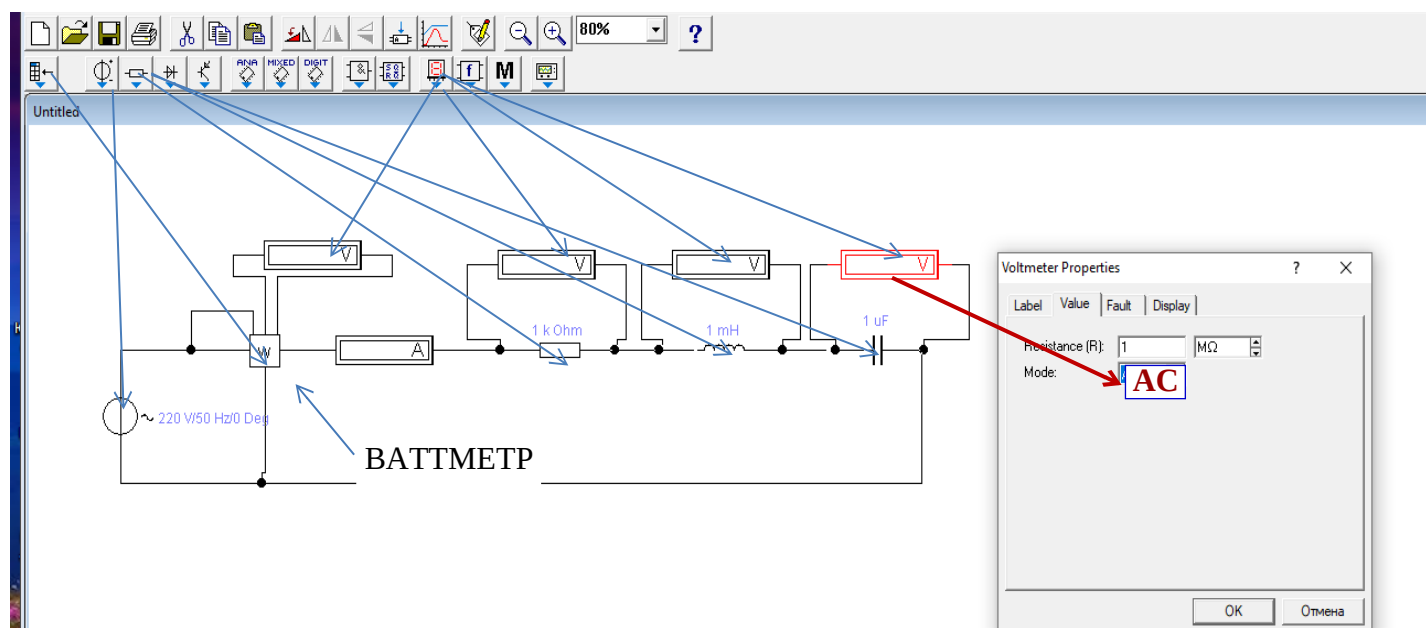 80%
?
ANA MIXED DIGIT
&
f M
Untitled
V
V
V
V
Voltmeter Properties ? X
Label Value Fault Display
1 k Ohm 1 mH 1 uF
W A
Resistance (R): 1 MΩ
Mode: AC
~ 220 V/50 Hz/0 Deg
ВАТТМЕТР
OK Отмена